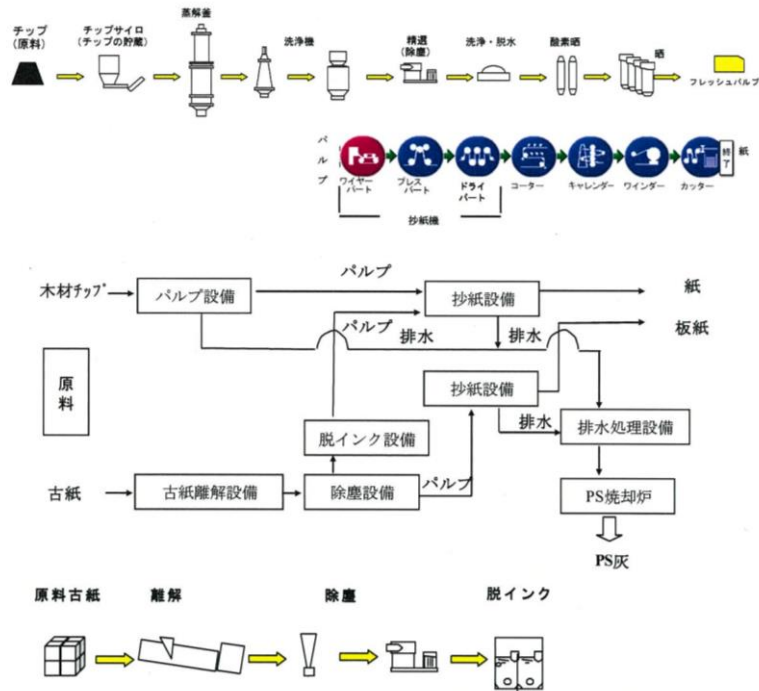 チップ
(原料)
チップサイロ
(チップの貯蔵)
蒸解釜
洗浄機
精選
(除塵)
洗浄・脱水
酸素晒
晒
フレッシュパルプ
パルプ
ワイヤー
パート
プレス
パート
ドライ
パート
コーター
キャレンダー
ワインダー
カッター
終了
紙
抄紙機
木材チップ
パルプ設備
パルプ
抄紙設備
紙
パルプ
排水
排水
板紙
原料
抄紙設備
脱インク設備
排水
排水処理設備
古紙
古紙離解設備
除塵設備
パルプ
PS焼却炉
PS灰
原料古紙
離解
除塵
脱インク